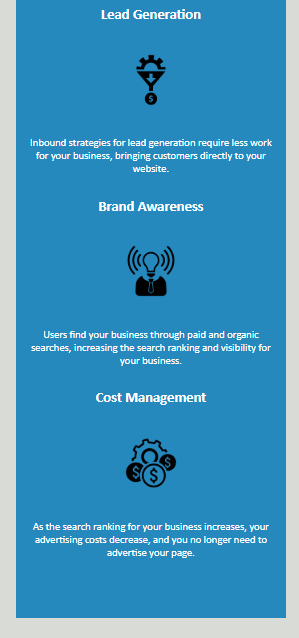 Lead Generation
$
Inbound strategies for lead generation require less work
for your business, bringing customers directly to your
website.
Brand Awareness
Users find your business through paid and organic
searches, increasing the search ranking and visibility for
your business.
Cost Management
$ $ $
As the search ranking for your business increases, your
advertising costs decrease, and you no longer need to
advertise your page.